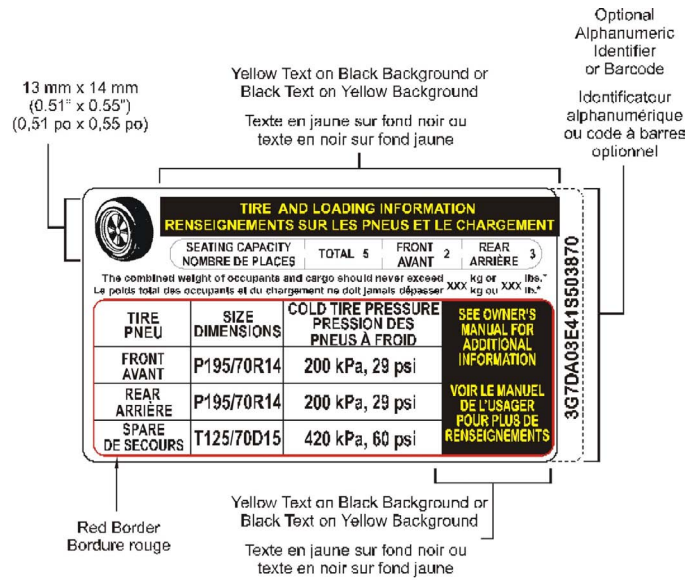 Optional
Alphanumeric
Identifier
or Barcode
Identificateur
alphanumérique
ou code à barres
optionnel
13 mm x 14 mm
(0.51" x 0.55")
(0,51 po x 0,55 po)
Yellow Text on Black Background or
Black Text on Yellow Background
Texte en jaune sur fond noir ou
texte en noir sur fond jaune
TIRE AND LOADING INFORMATION
RENSEIGNEMENTS SUR LES PNEUS ET LE CHARGEMENT
SEATING CAPACITY
NOMBRE DE PLACES
TOTAL 5
FRONT
AVANT
2
REAR
ARRIÈRE
3
The combined weight of occupants and cargo should never exceed XXX kg or XXX lbs.*
Le poids total des occupants et du chargement ne doit jamais dépasser XXX kg ou XXX lb.*
TIRE
PNEU
SIZE
DIMENSIONS
COLD TIRE PRESSURE
PRESSION DES
PNEUS À FROID
FRONT
AVANT
P195/70R14
200 kPa, 29 psi
REAR
ARRIÈRE
P195/70R14
200 kPa, 29 psi
SPARE
DE SECOURS
T125/70D15
420 kPa, 60 psi
SEE OWNER'S
MANUAL FOR
ADDITIONAL
INFORMATION
VOIR LE MANUEL
DE L'USAGER
POUR PLUS DE
RENSEIGNEMENTS
3G7DA03E41S503870
Red Border
Bordure rouge
Yellow Text on Black Background or
Black Text on Yellow Background
Texte en jaune sur fond noir ou
texte en noir sur fond jaune